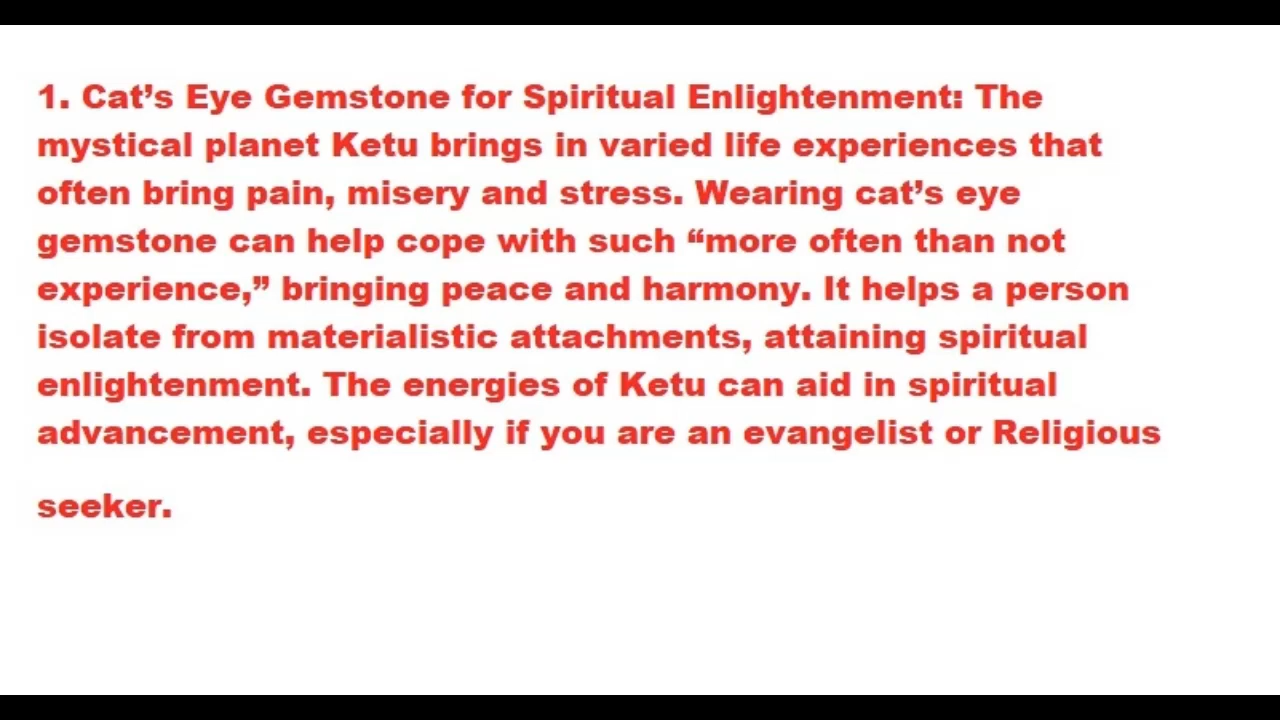 1. Cat’s Eye Gemstone for Spiritual Enlightenment: The
mystical planet Ketu brings in varied life experiences that
often bring pain, misery and stress. Wearing cat’s eye
gemstone can help cope with such “more often than not
experience,” bringing peace and harmony. It helps a person
isolate from materialistic attachments, attaining spiritual
enlightenment. The energies of Ketu can aid in spiritual
advancement, especially if you are an evangelist or Religious
seeker.